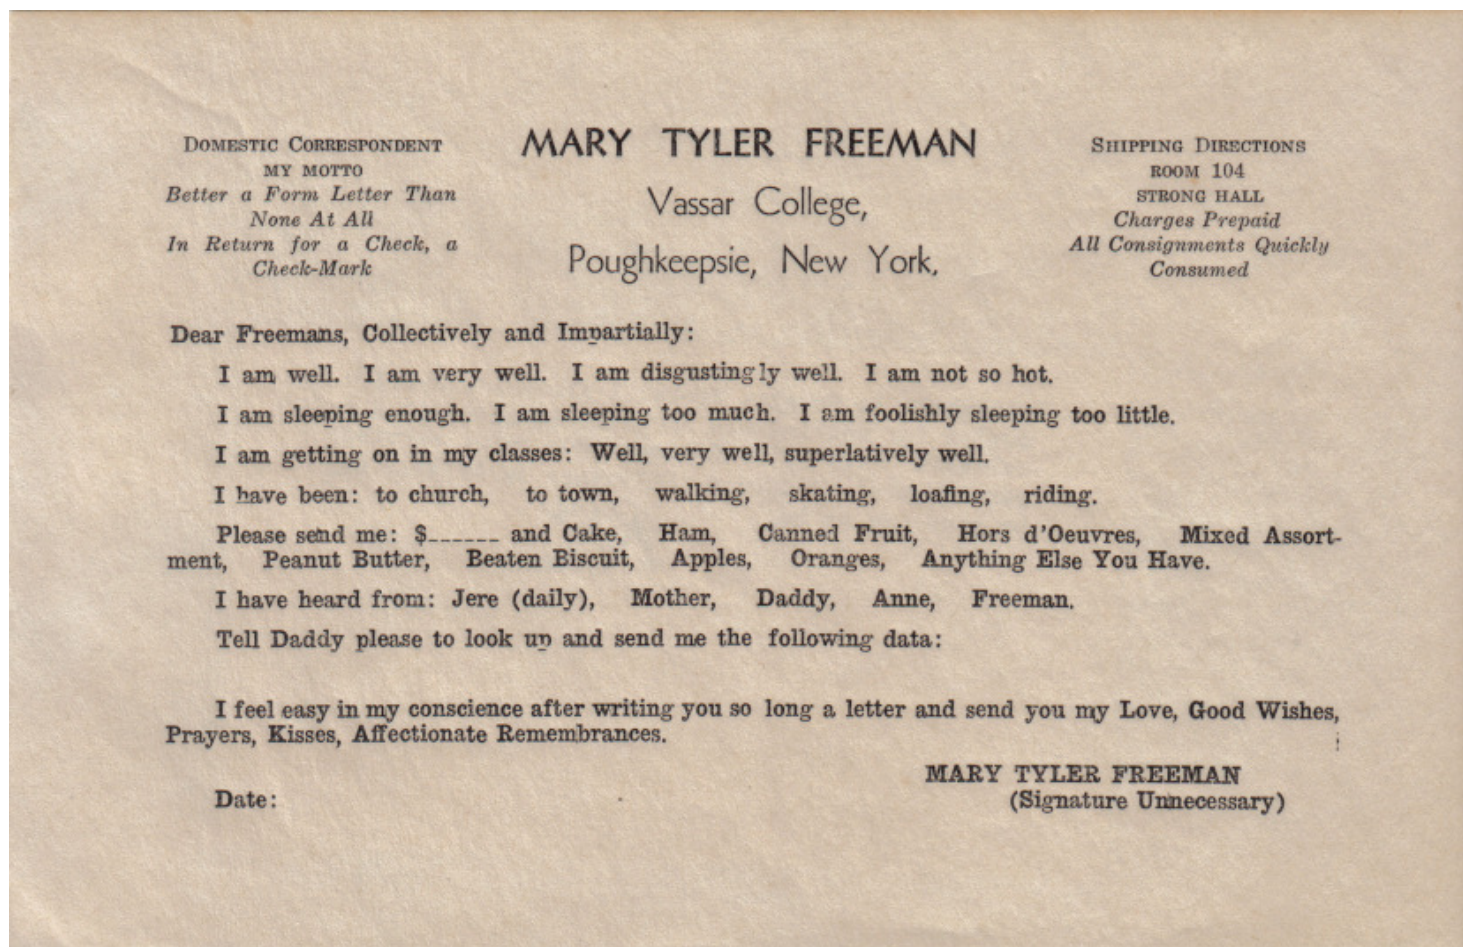 DOMESTIC CORRESPONDENT
MY MOTTO
Better a Form Letter Than
None At All
In Return for a Check, a
Check-Mark
MARY TYLER FREEMAN
Vassar College,
Poughkeepsie, New York.
SHIPPING DIRECTIONS
ROOM 104
STRONG HALL
Charges Prepaid
All Consignments Quickly
Consumed
Dear Freemans, Collectively and Impartially:
I am well. I am very well. I am disgustingly well. I am not so hot.
I am sleeping enough. I am sleeping too much. I am foolishly sleeping too little.
I am getting on in my classes: Well, very well, superlatively well.
I have been: to church, to town, walking, skating, loafing, riding.
Please send me: $______ and Cake, Ham, Canned Fruit, Hors d'Oeuvres, Mixed Assort-
ment, Peanut Butter, Beaten Biscuit, Apples, Oranges, Anything Else You Have.
I have heard from: Jere (daily), Mother, Daddy, Anne, Freeman.
Tell Daddy please to look up and send me the following data:
I feel easy in my conscience after writing you so long a letter and send you my Love, Good Wishes,
Prayers, Kisses, Affectionate Remembrances.
MARY TYLER FREEMAN
Date: (Signature Unnecessary)